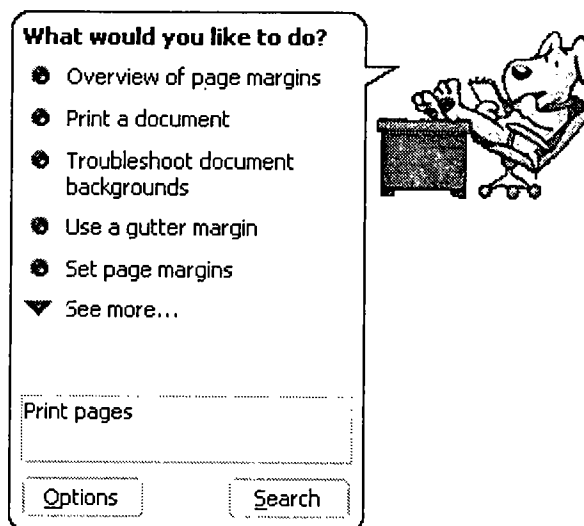 What would you like to do?
Overview of page margins
Print a document
Troubleshoot document
backgrounds
Use a gutter margin
Set page margins
See more...
Print pages
Options
Search